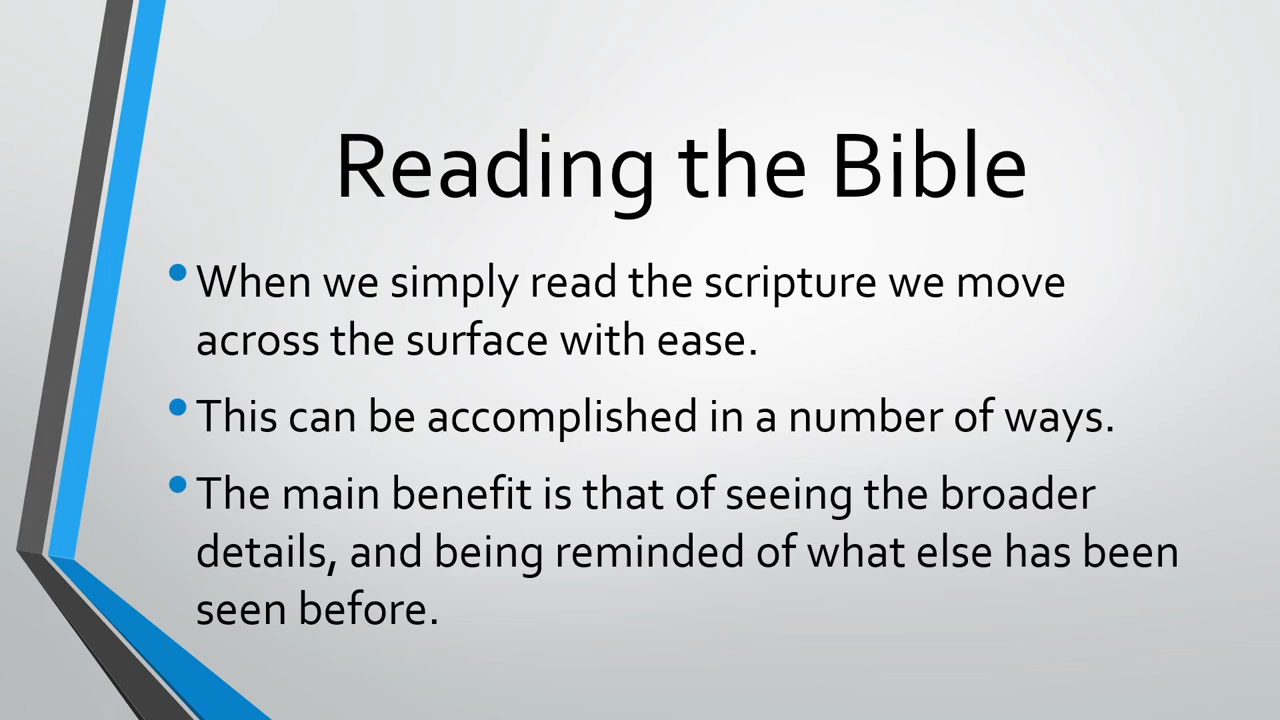 Reading the Bible
• When we simply read the scripture we move
across the surface with ease.
• This can be accomplished in a number of ways.
• The main benefit is that of seeing the broader
details, and being reminded of what else has been
seen before.